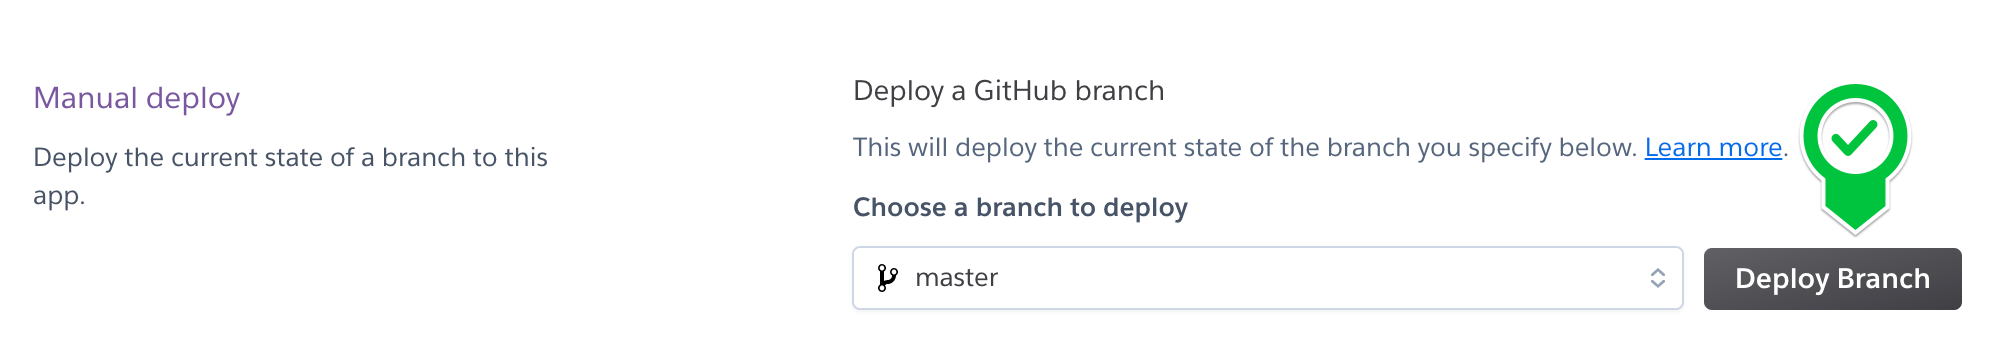 Manual deploy
Deploy the current state of a branch to this
app.
Deploy a GitHub branch
This will deploy the current state of the branch you specify below. Learn more.
Choose a branch to deploy
master
Deploy Branch